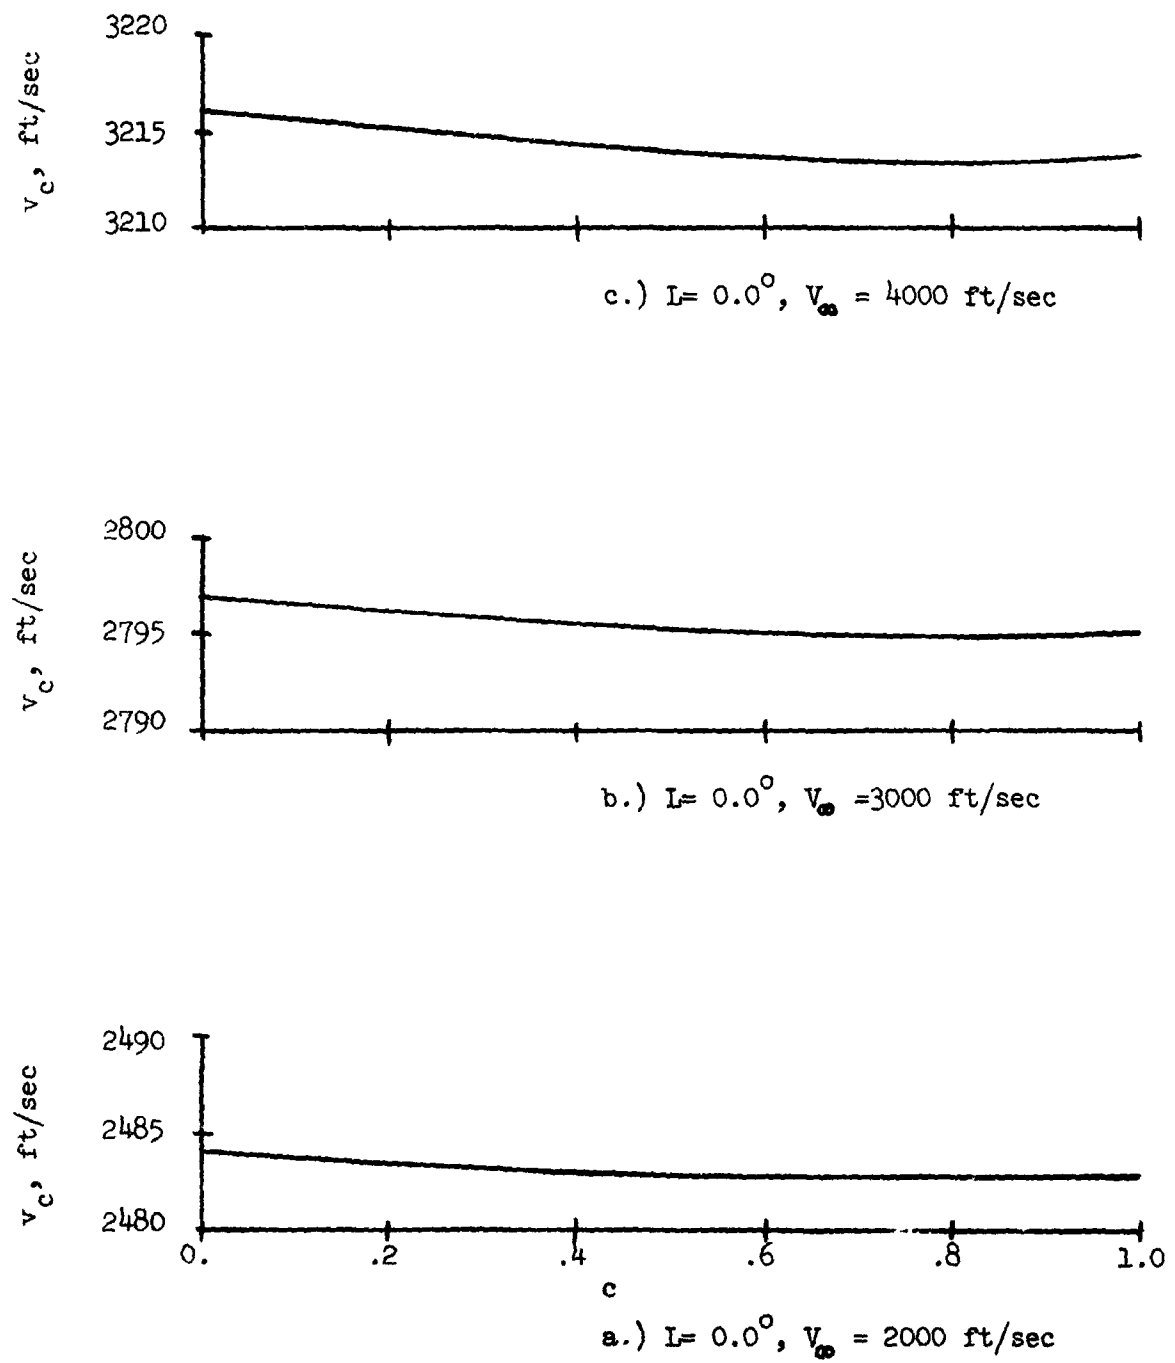 3220
v_c, ft/sec
3215
3210
c.) L= 0.0°, V∞ = 4000 ft/sec
2800
v_c, ft/sec
2795
2790
b.) L= 0.0°, V∞ =3000 ft/sec
2490
v_c, ft/sec
2485
2480
0. .2 .4 .6 .8 1.0
c
a.) L= 0.0°, V∞ = 2000 ft/sec